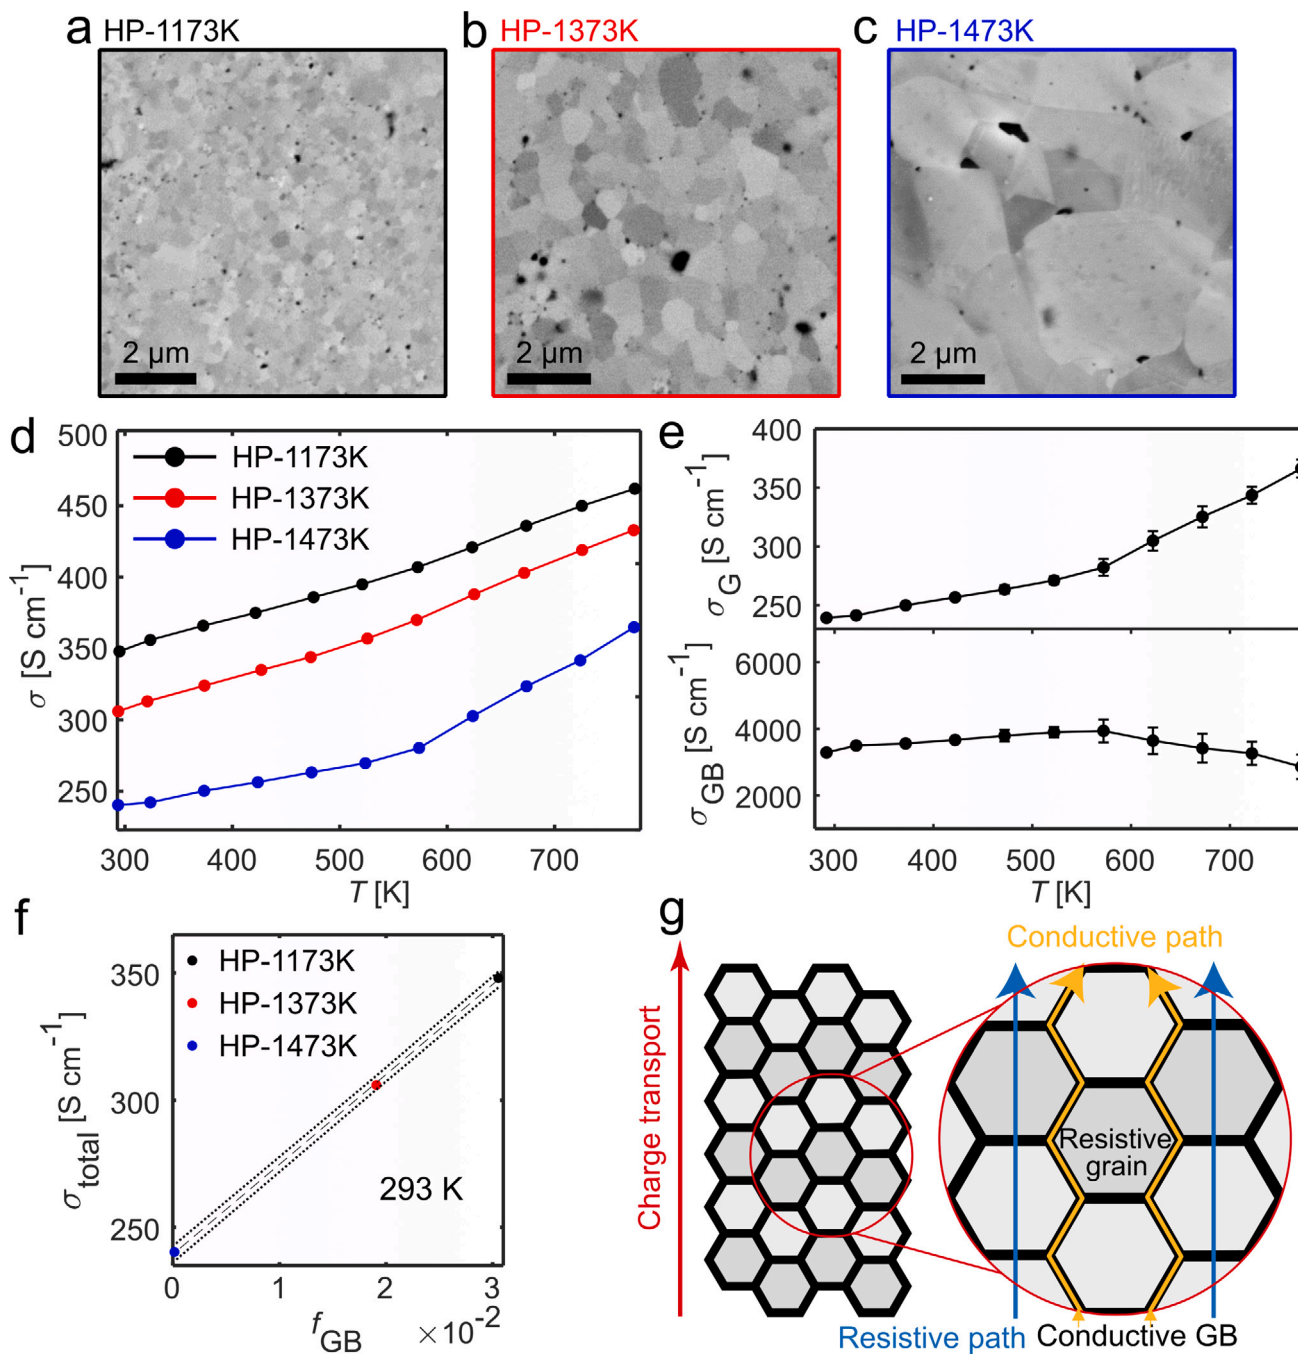 a HP-1173K
b HP-1373K
c HP-1473K
2 μm
2 μm
2 μm
d
500
450
400
350
300
250
σ [S cm⁻¹]
HP-1173K
HP-1373K
HP-1473K
300 400 500 600 700
T [K]
e
400
350
300
250
σG [S cm⁻¹]
6000
4000
2000
σGB [S cm⁻¹]
300 400 500 600 700
T [K]
f
350
300
250
σtotal [S cm⁻¹]
HP-1173K
HP-1373K
HP-1473K
293 K
0 1 2 3
fGB ×10⁻²
g
Charge transport
Conductive path
Resistive
grain
Resistive path
Conductive GB